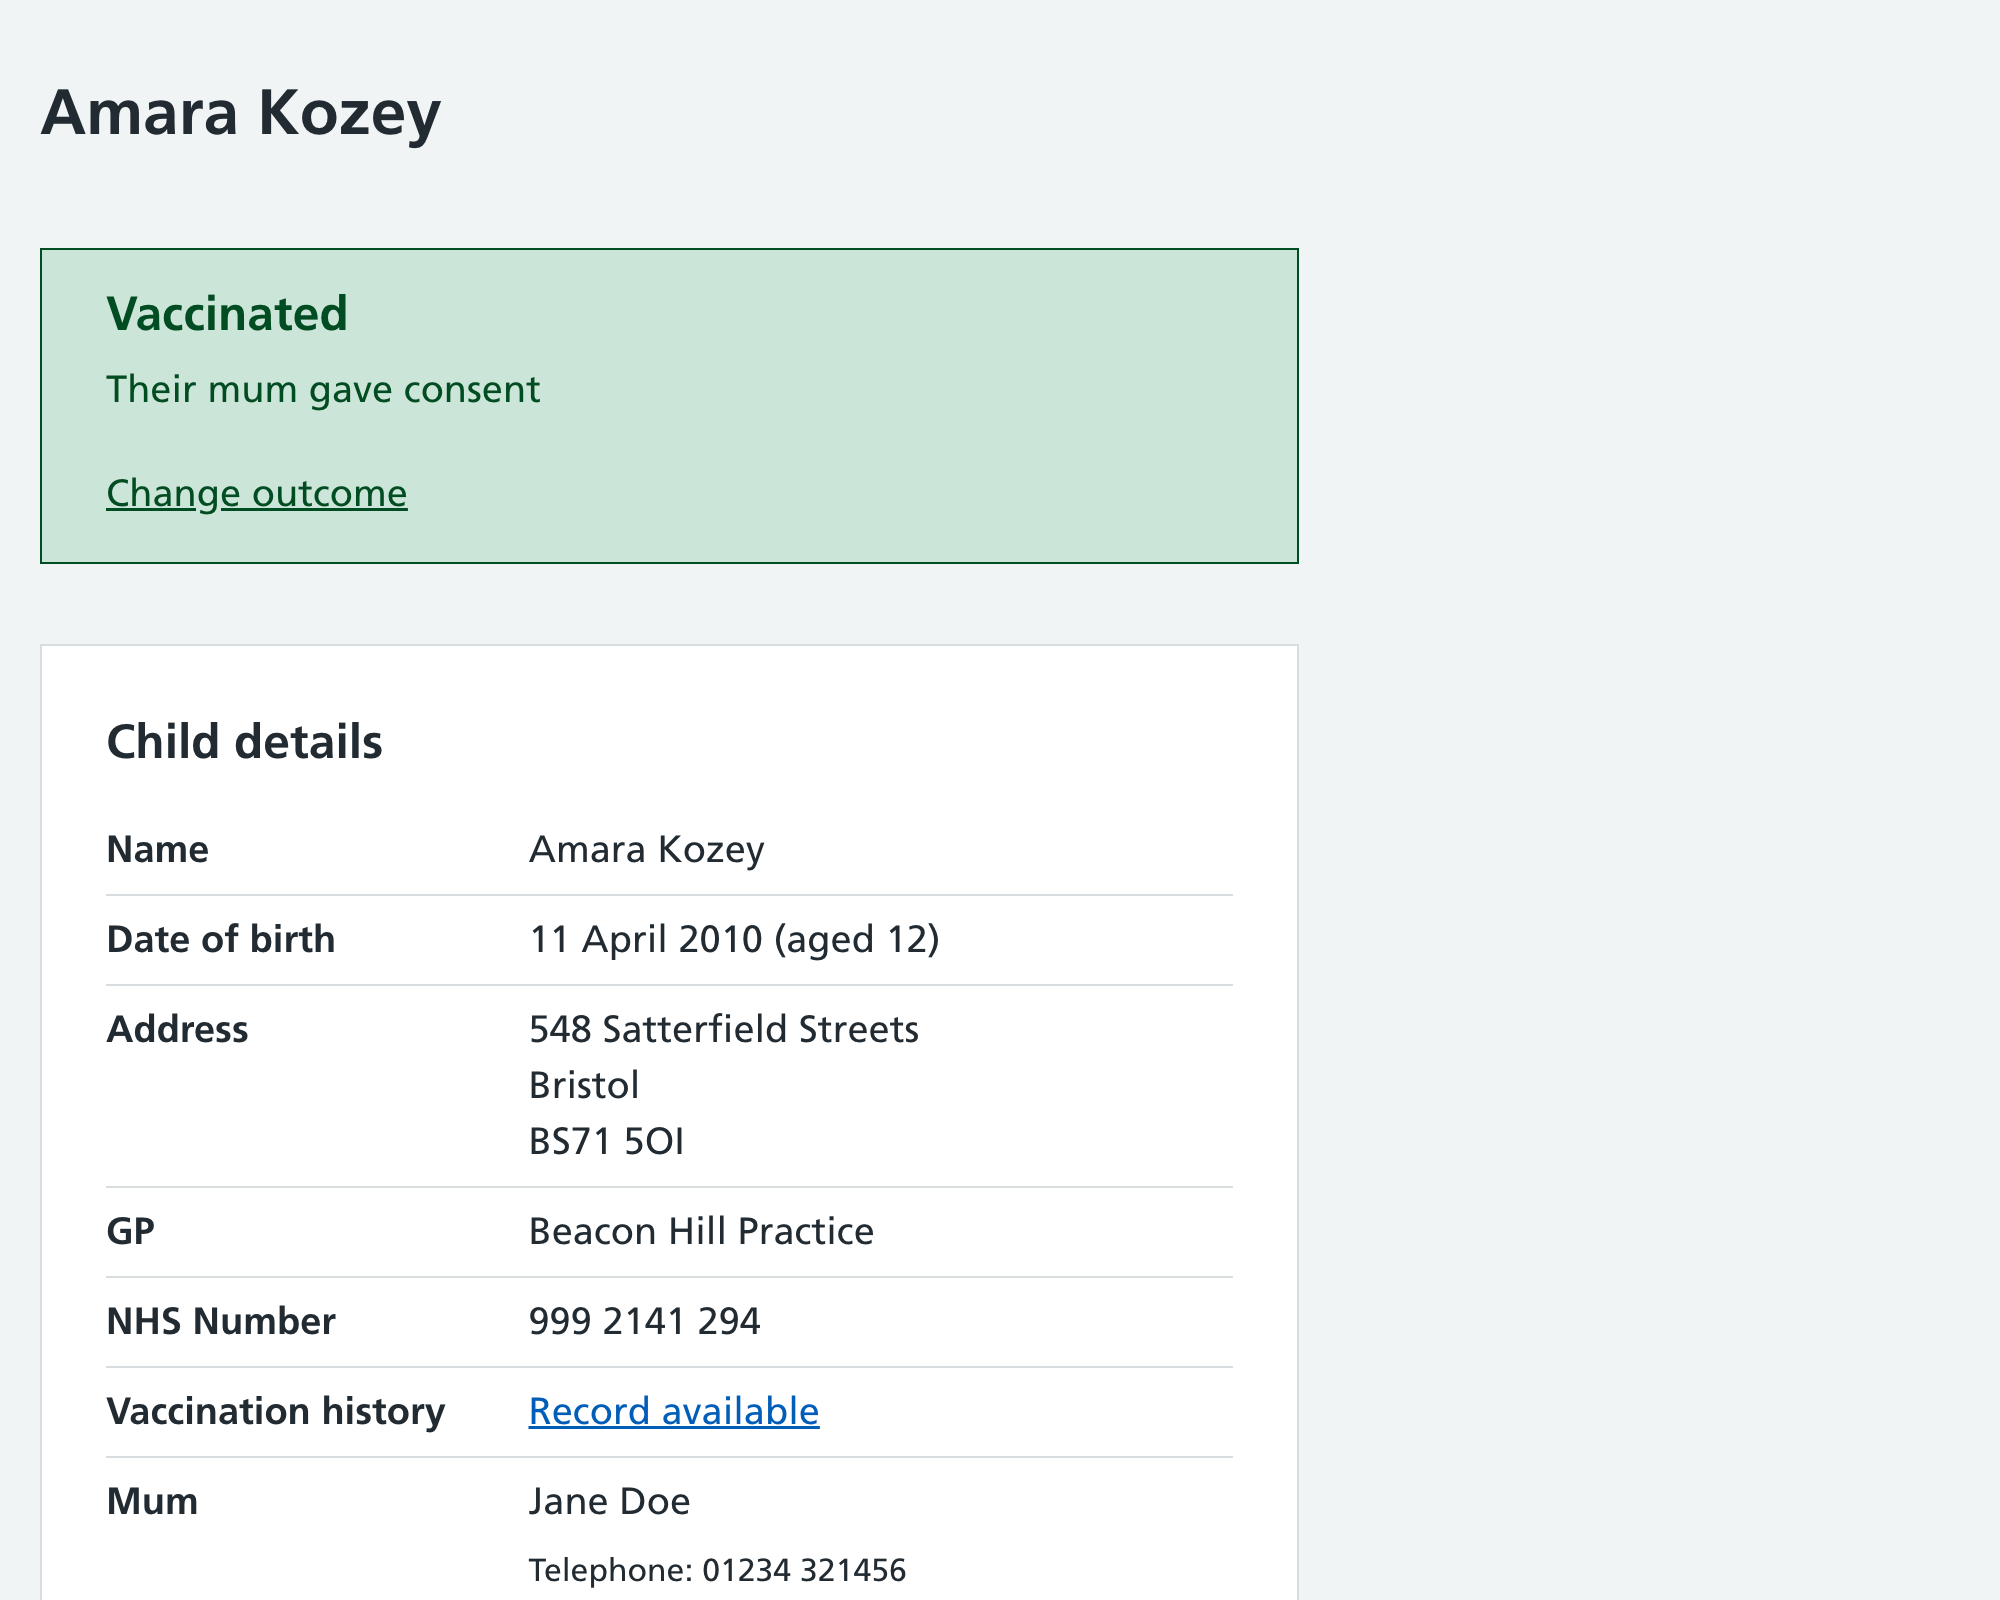 Amara Kozey
Vaccinated
Their mum gave consent
Change outcome
Child details
Name Amara Kozey
Date of birth 11 April 2010 (aged 12)
Address 548 Satterfield Streets
Bristol
BS71 5OI
GP Beacon Hill Practice
NHS Number 999 2141 294
Vaccination history Record available
Mum Jane Doe
Telephone: 01234 321456